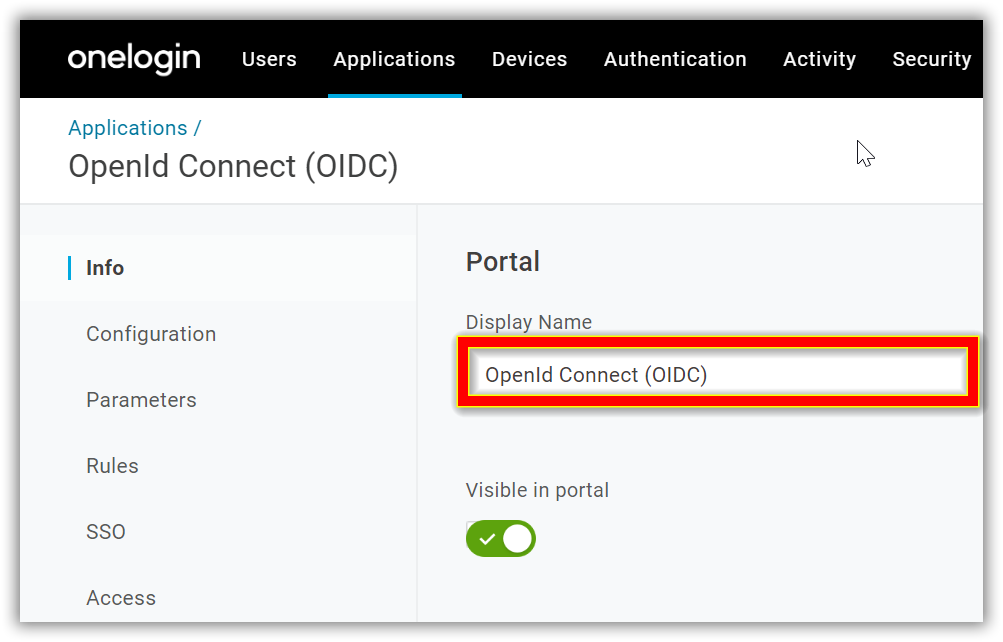 onelogin Users Applications Devices Authentication Activity Security
Applications /
OpenId Connect (OIDC)
Info
Configuration
Parameters
Rules
SSO
Access
Portal
Display Name
OpenId Connect (OIDC)
Visible in portal